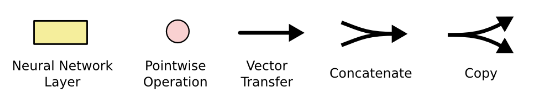 Neural Network
Layer
Pointwise
Operation
Vector
Transfer
Concatenate
Copy